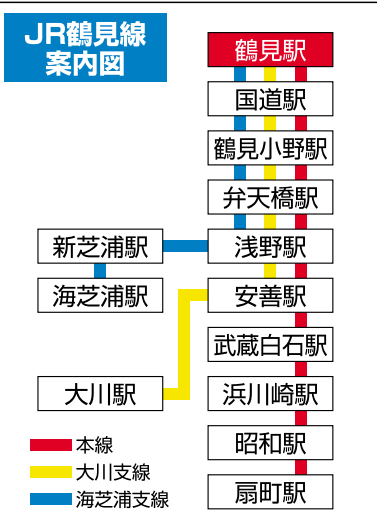 JR鶴見線
案内図
鶴見駅
国道駅
鶴見小野駅
弁天橋駅
新芝浦駅 浅野駅
海芝浦駅 安善駅
武蔵白石駅
大川駅 浜川崎駅
昭和駅
扇町駅
本線
大川支線
海芝浦支線